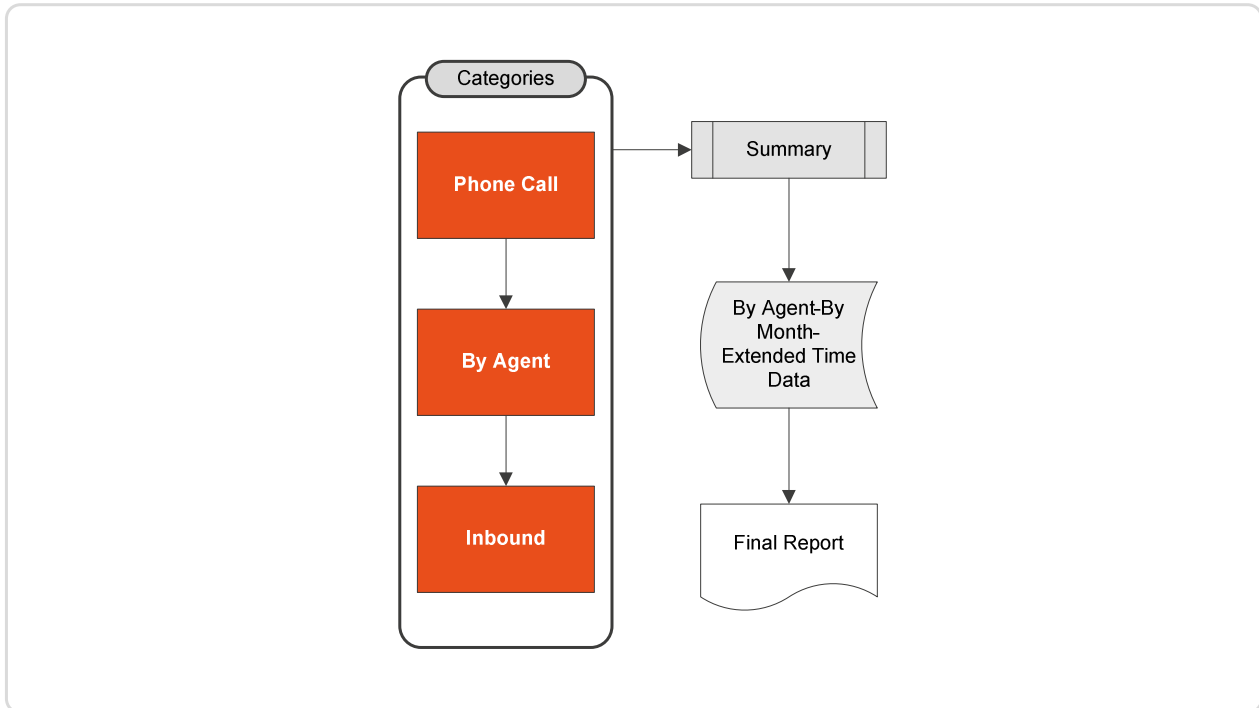 Categories
Phone Call
By Agent
Inbound
Summary
By Agent-By
Month-
Extended Time
Data
Final Report